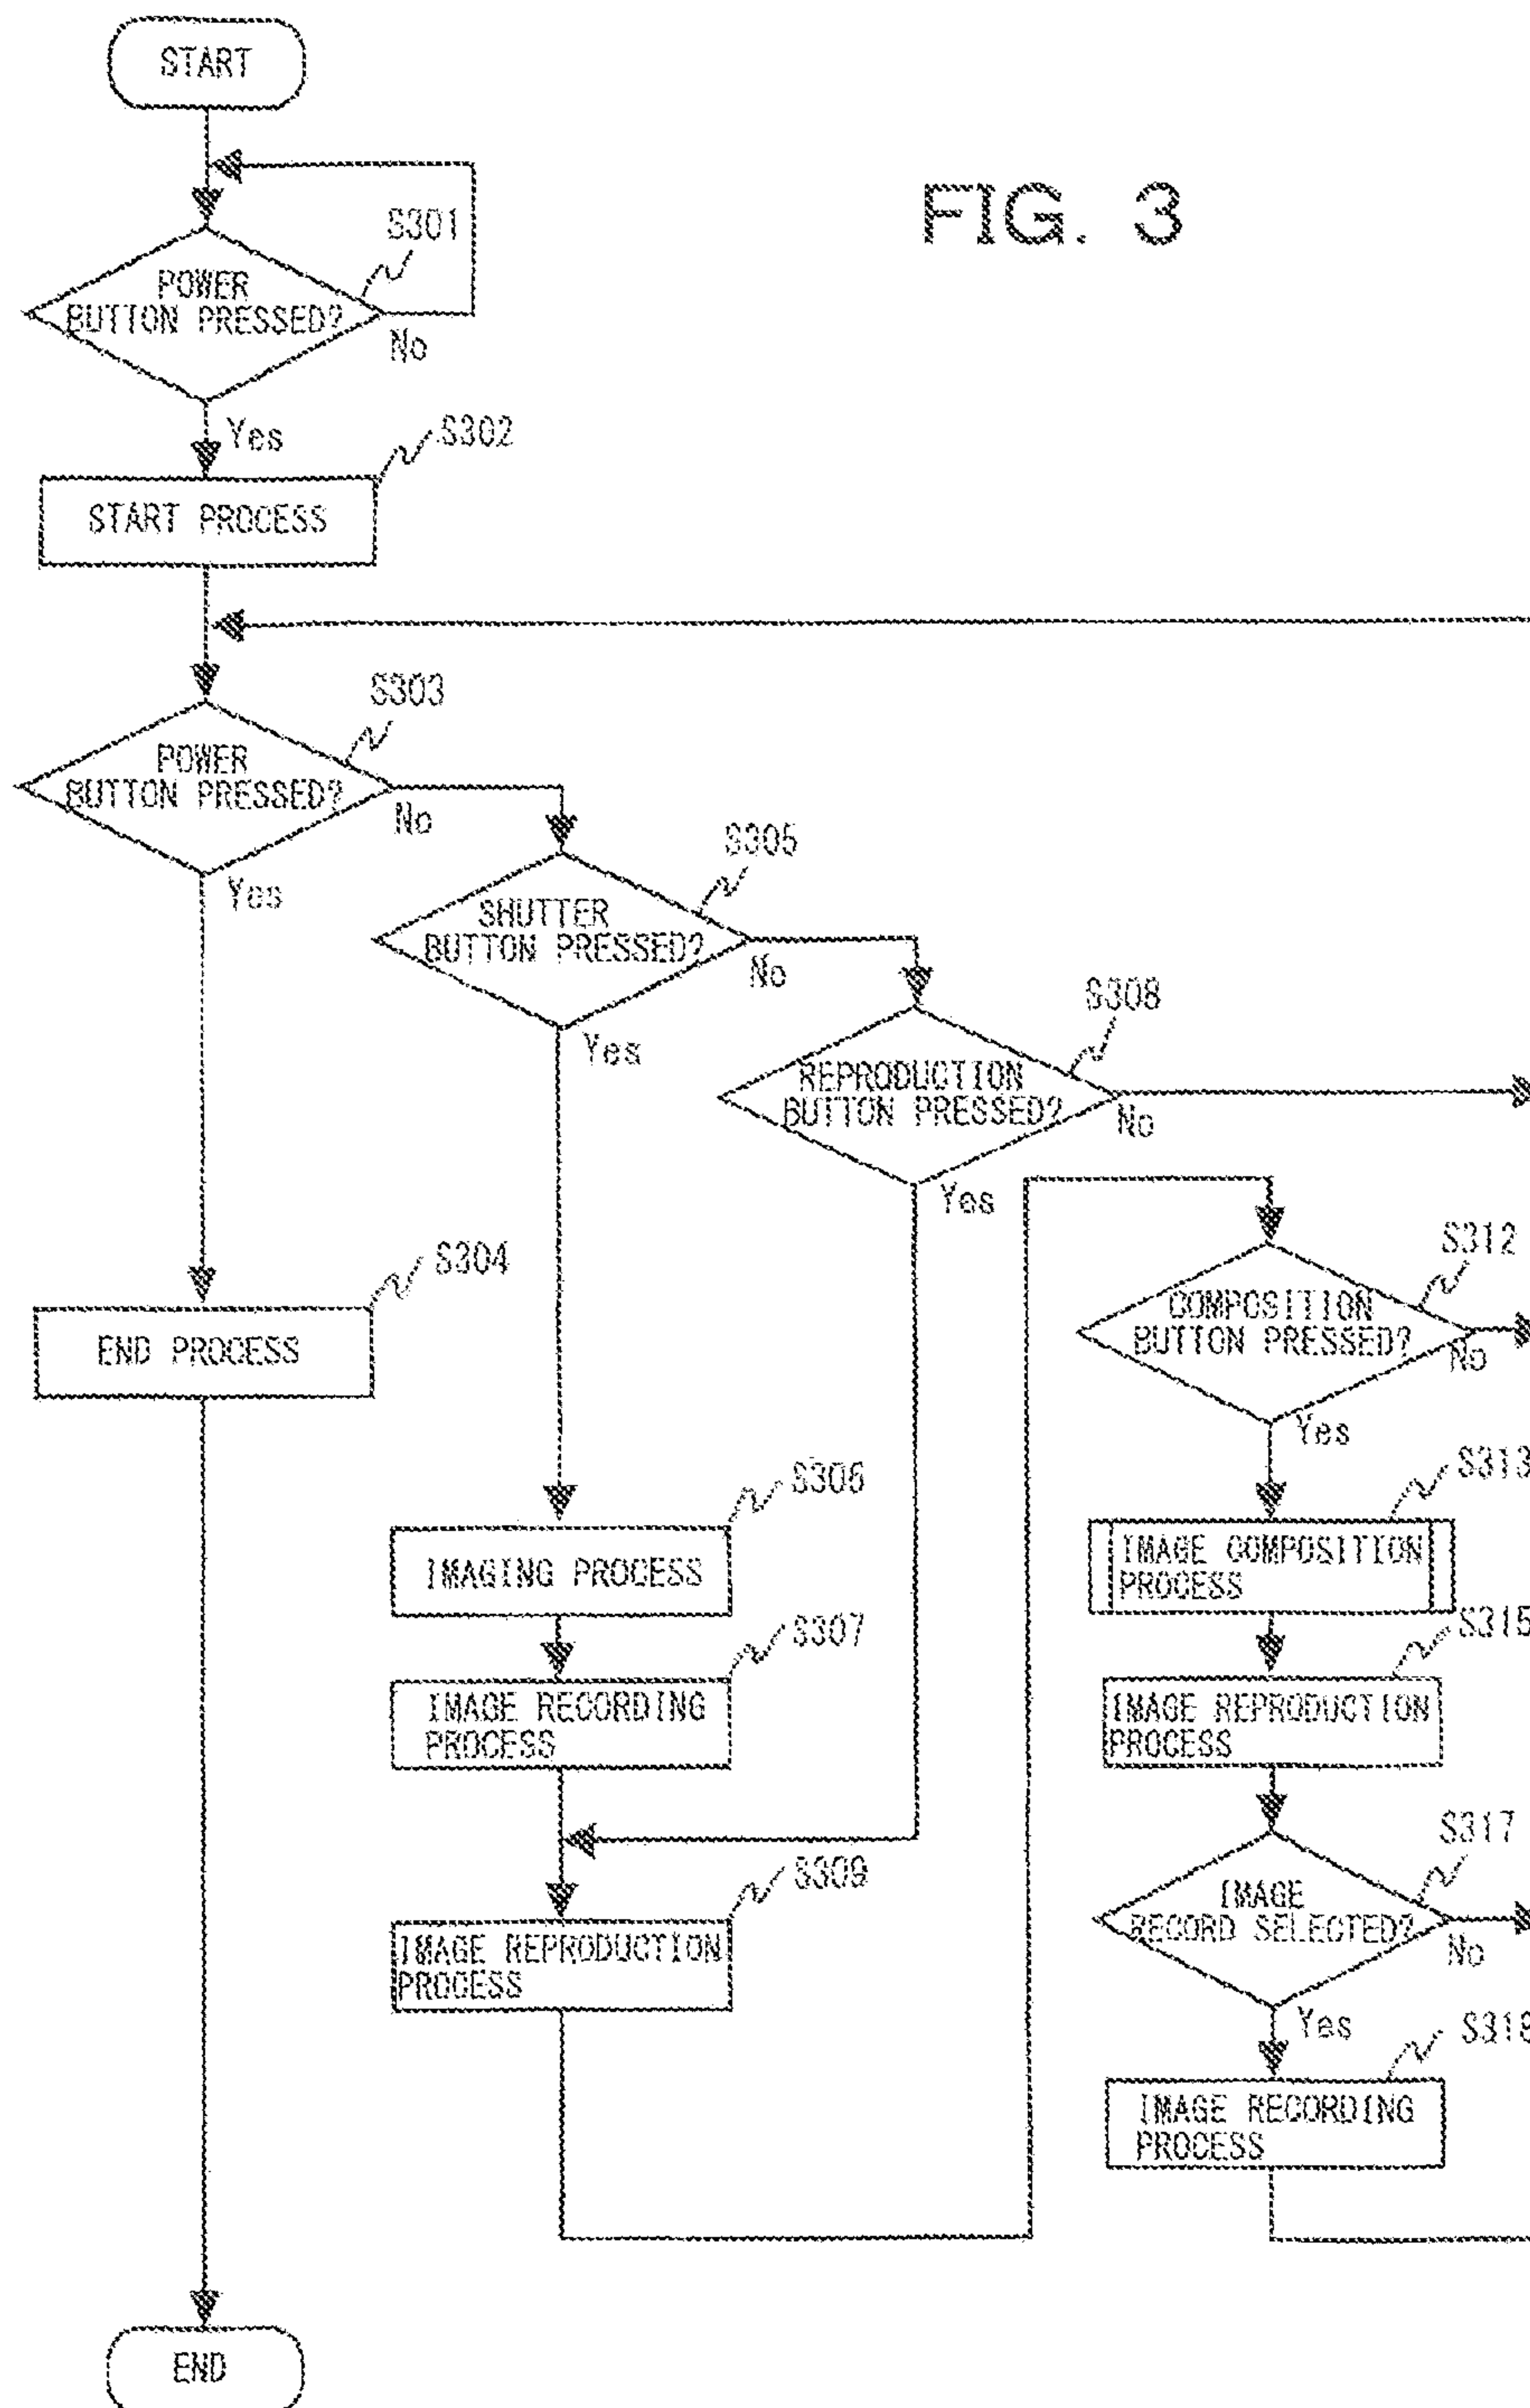 START
FIG. 3
S301
POWER
BUTTON PRESSED?
No
Yes
S302
START PROCESS
S303
POWER
BUTTON PRESSED?
No
Yes
S305
SHUTTER
BUTTON PRESSED?
No
Yes
S308
REPRODUCTION
BUTTON PRESSED?
No
Yes
S304
END PROCESS
S312
COMPOSITION
BUTTON PRESSED?
No
Yes
S306
IMAGING PROCESS
S307
IMAGE RECORDING
PROCESS
S309
IMAGE REPRODUCTION
PROCESS
S313
IMAGE COMPOSITION
PROCESS
S315
IMAGE REPRODUCTION
PROCESS
S317
IMAGE
RECORD SELECTED?
No
Yes
S318
IMAGE RECORDING
PROCESS
END